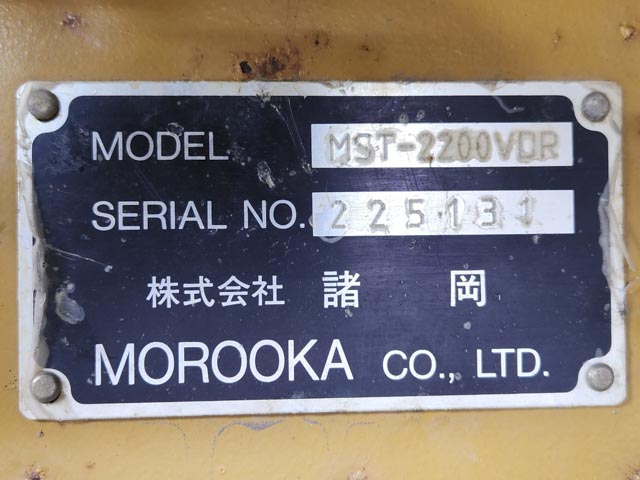 MODEL MST-2200VDR
SERIAL NO. 225131
株式会社 諸岡
MOROOKA CO., LTD.